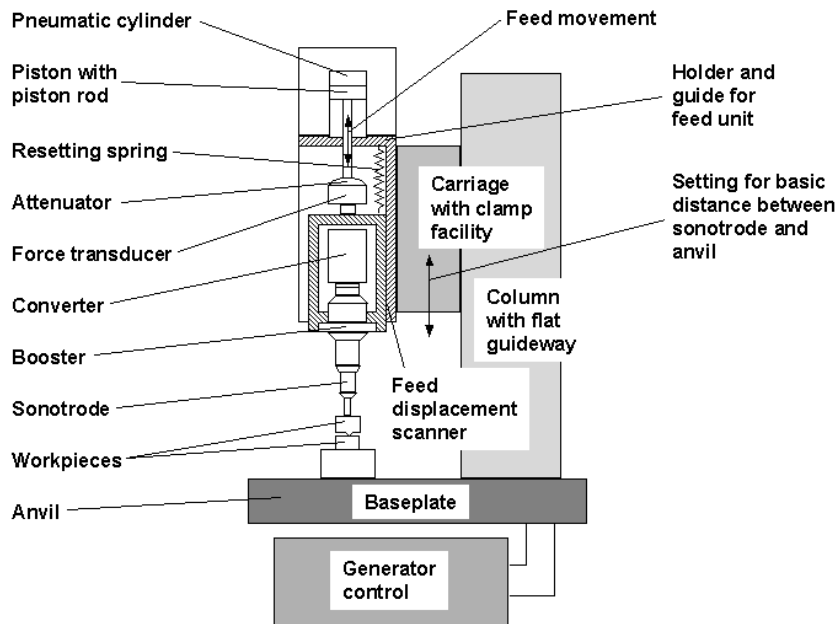 Pneumatic cylinder
Piston with
piston rod
Resetting spring
Attenuator
Force transducer
Converter
Booster
Sonotrode
Workpieces
Anvil
Feed movement
Holder and
guide for
feed unit
Setting for basic
distance between
sonotrode and
anvil
Carriage
with clamp
facility
Column
with flat
guideway
Feed
displacement
scanner
Baseplate
Generator
control